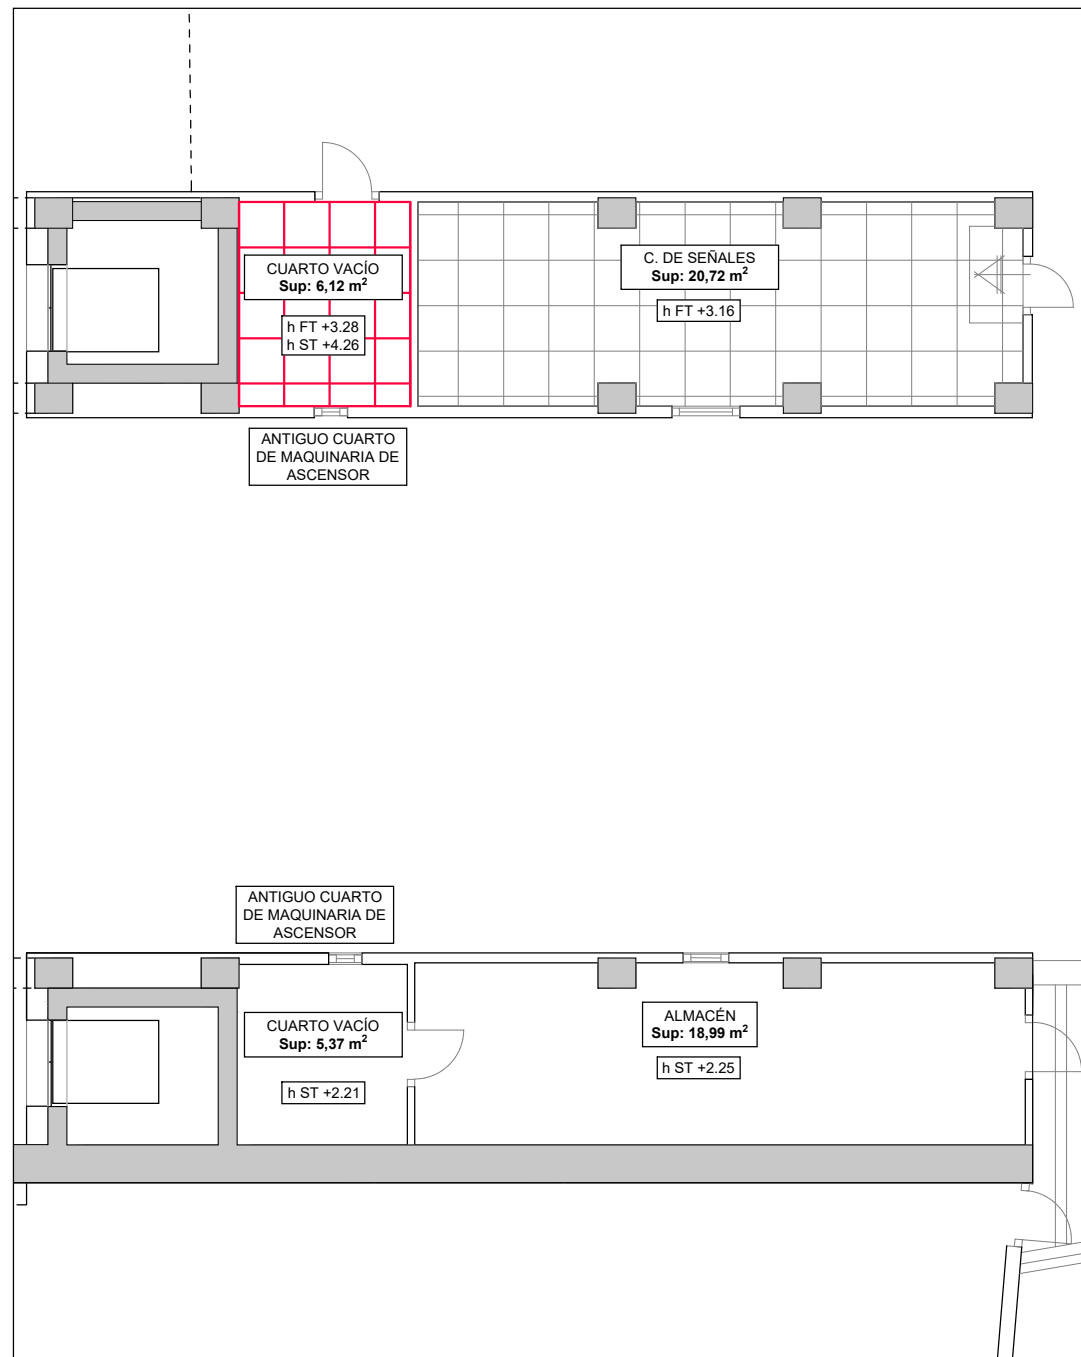 CUARTO VACÍO
Sup: 6,12 m²
h FT +3.28
h ST +4.26
C. DE SEÑALES
Sup: 20,72 m²
h FT +3.16
ANTIGUO CUARTO
DE MAQUINARIA DE
ASCENSOR
ANTIGUO CUARTO
DE MAQUINARIA DE
ASCENSOR
CUARTO VACÍO
Sup: 5,37 m²
h ST +2.21
ALMACÉN
Sup: 18,99 m²
h ST +2.25